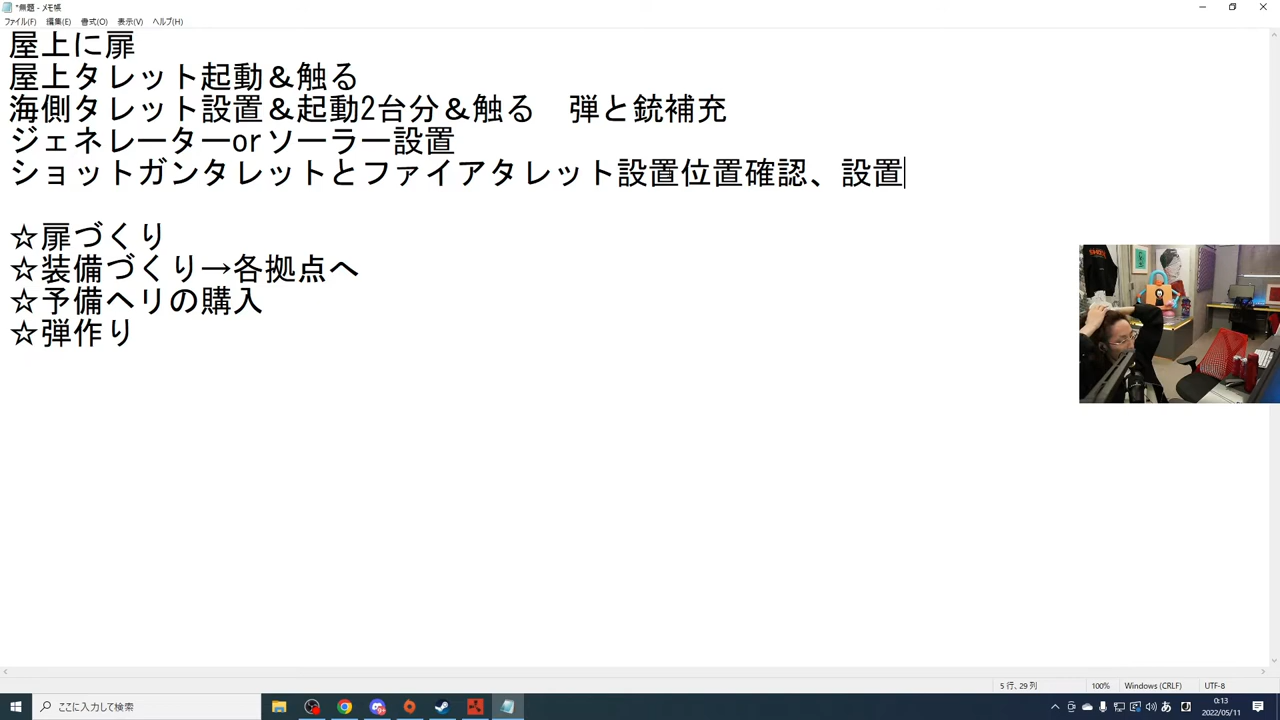 *無題 - メモ帳
ファイル(F) 編集(E) 書式(O) 表示(V) ヘルプ(H)
屋上に扉
屋上タレット起動＆触る
海側タレット設置＆起動2台分＆触る　弾と銃補充
ジェネレーターorソーラー設置
ショットガンタレットとファイアタレット設置位置確認、設置
☆扉づくり
☆装備づくり→各拠点へ
☆予備ヘリの購入
☆弾作り
5 行、29 列 100% Windows (CRLF) UTF-8
ここに入力して検索
あ
0:13
2022/05/11